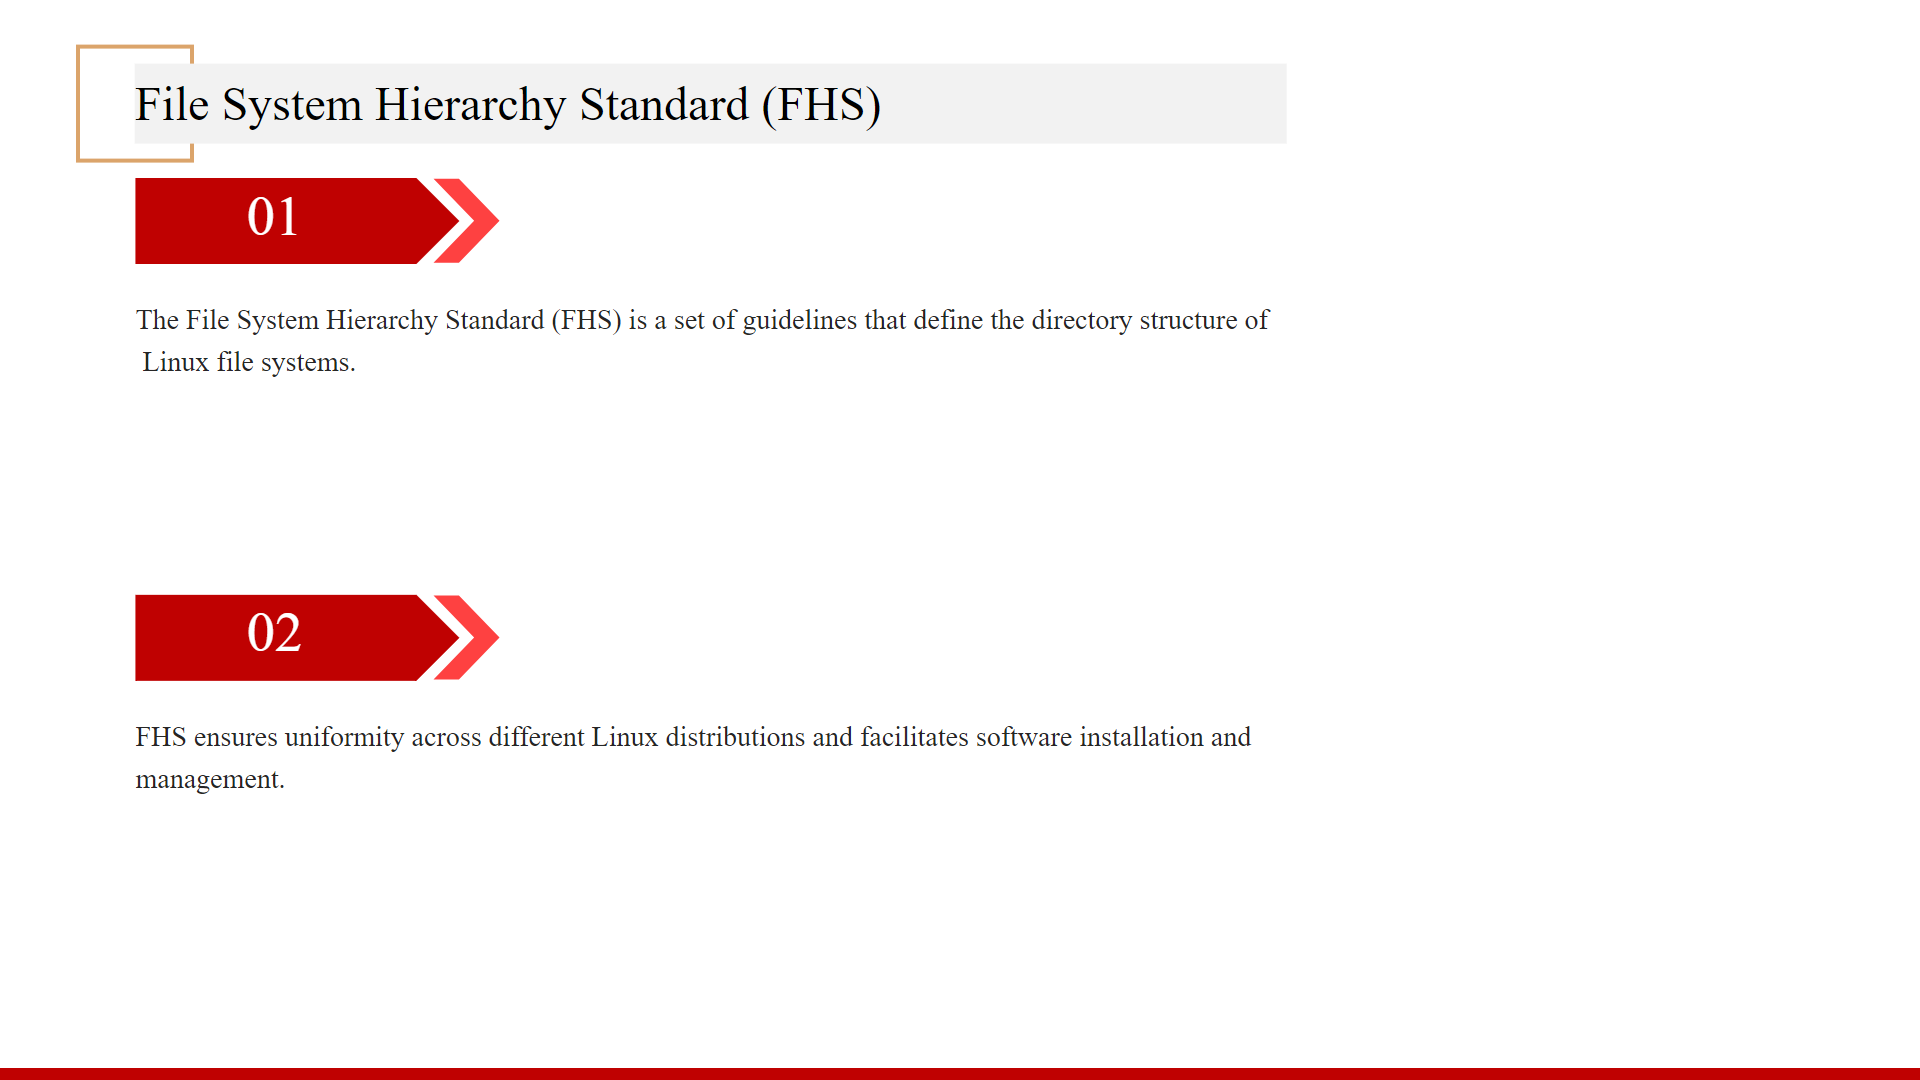 File System Hierarchy Standard (FHS)
01
The File System Hierarchy Standard (FHS) is a set of guidelines that define the directory structure of
Linux file systems.
02
FHS ensures uniformity across different Linux distributions and facilitates software installation and
management.